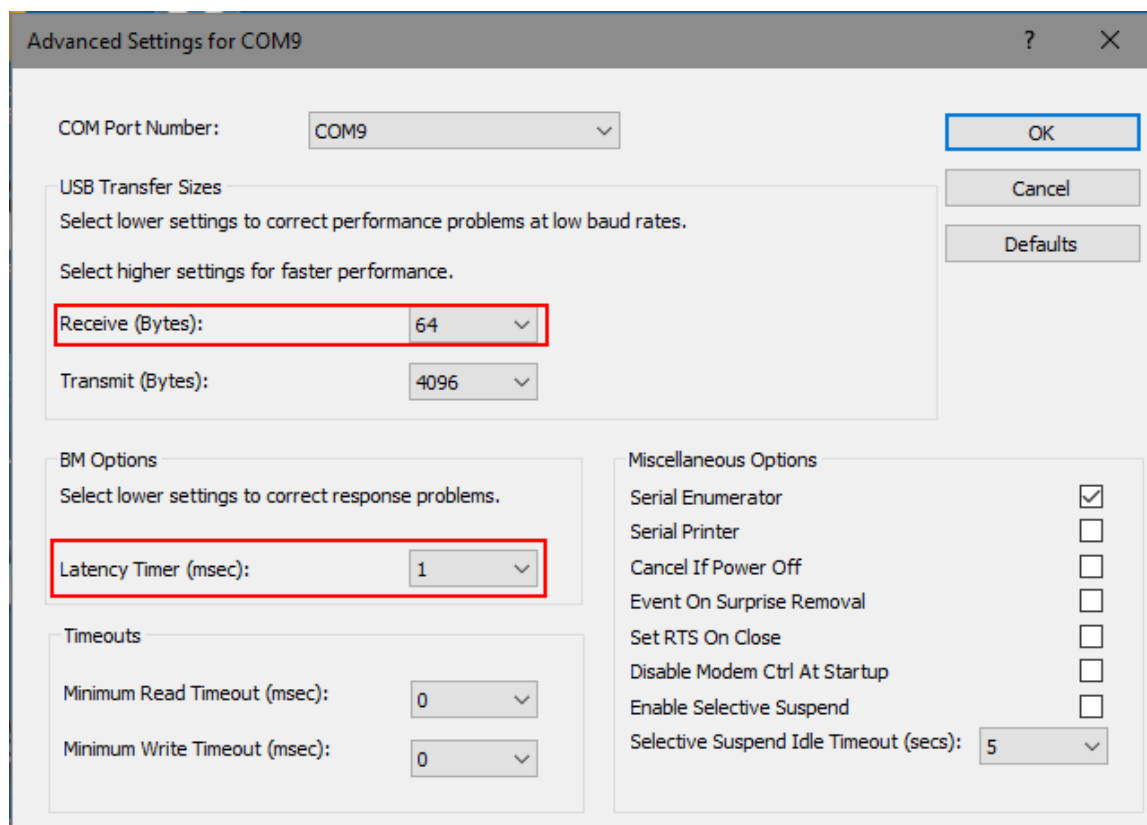 Advanced Settings for COM9
?
COM Port Number:
COM9
OK
Cancel
Defaults
USB Transfer Sizes
Select lower settings to correct performance problems at low baud rates.
Select higher settings for faster performance.
Receive (Bytes):
64
Transmit (Bytes):
4096
BM Options
Select lower settings to correct response problems.
Latency Timer (msec):
1
Timeouts
Minimum Read Timeout (msec):
0
Minimum Write Timeout (msec):
0
Miscellaneous Options
Serial Enumerator
Serial Printer
Cancel If Power Off
Event On Surprise Removal
Set RTS On Close
Disable Modem Ctrl At Startup
Enable Selective Suspend
Selective Suspend Idle Timeout (secs):
5